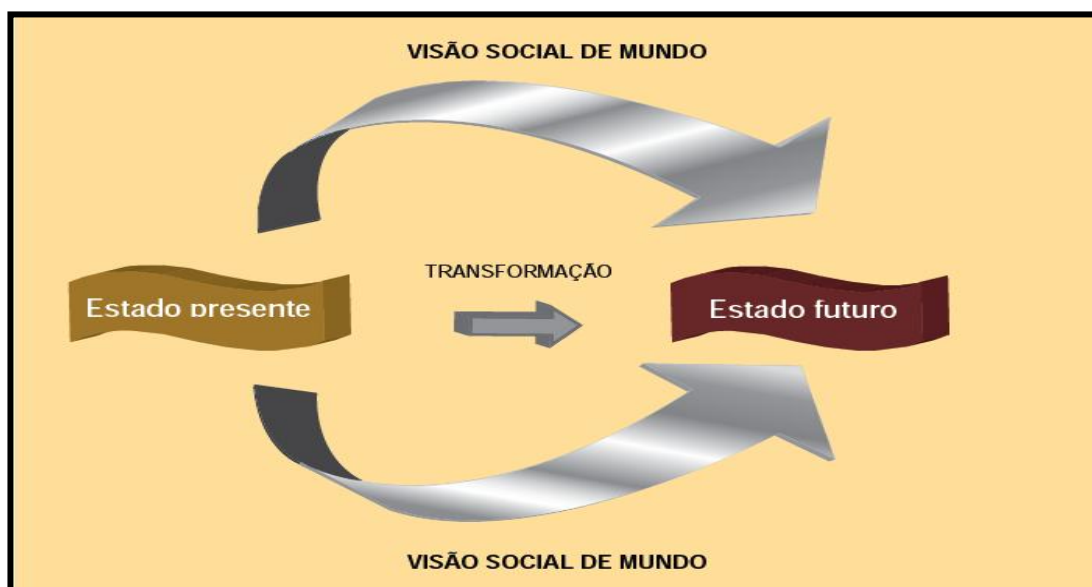 VISÃO SOCIAL DE MUNDO
TRANSFORMAÇÃO
Estado presente
Estado futuro
VISÃO SOCIAL DE MUNDO